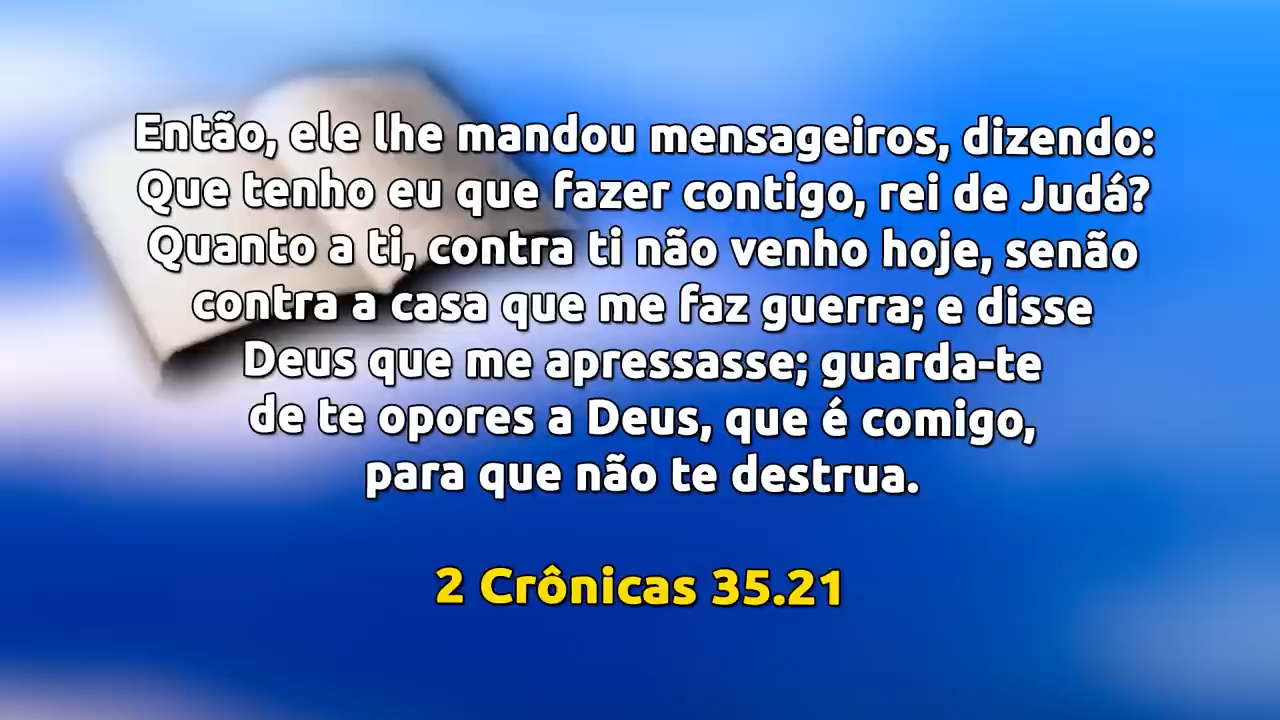 Então, ele lhe mandou mensageiros, dizendo:
Que tenho eu que fazer contigo, rei de Judá?
Quanto a ti, contra ti não venho hoje, senão
contra a casa que me faz guerra; e disse
Deus que me apressasse; guarda-te
de te opores a Deus, que é comigo,
para que não te destrua.
2 Crônicas 35.21